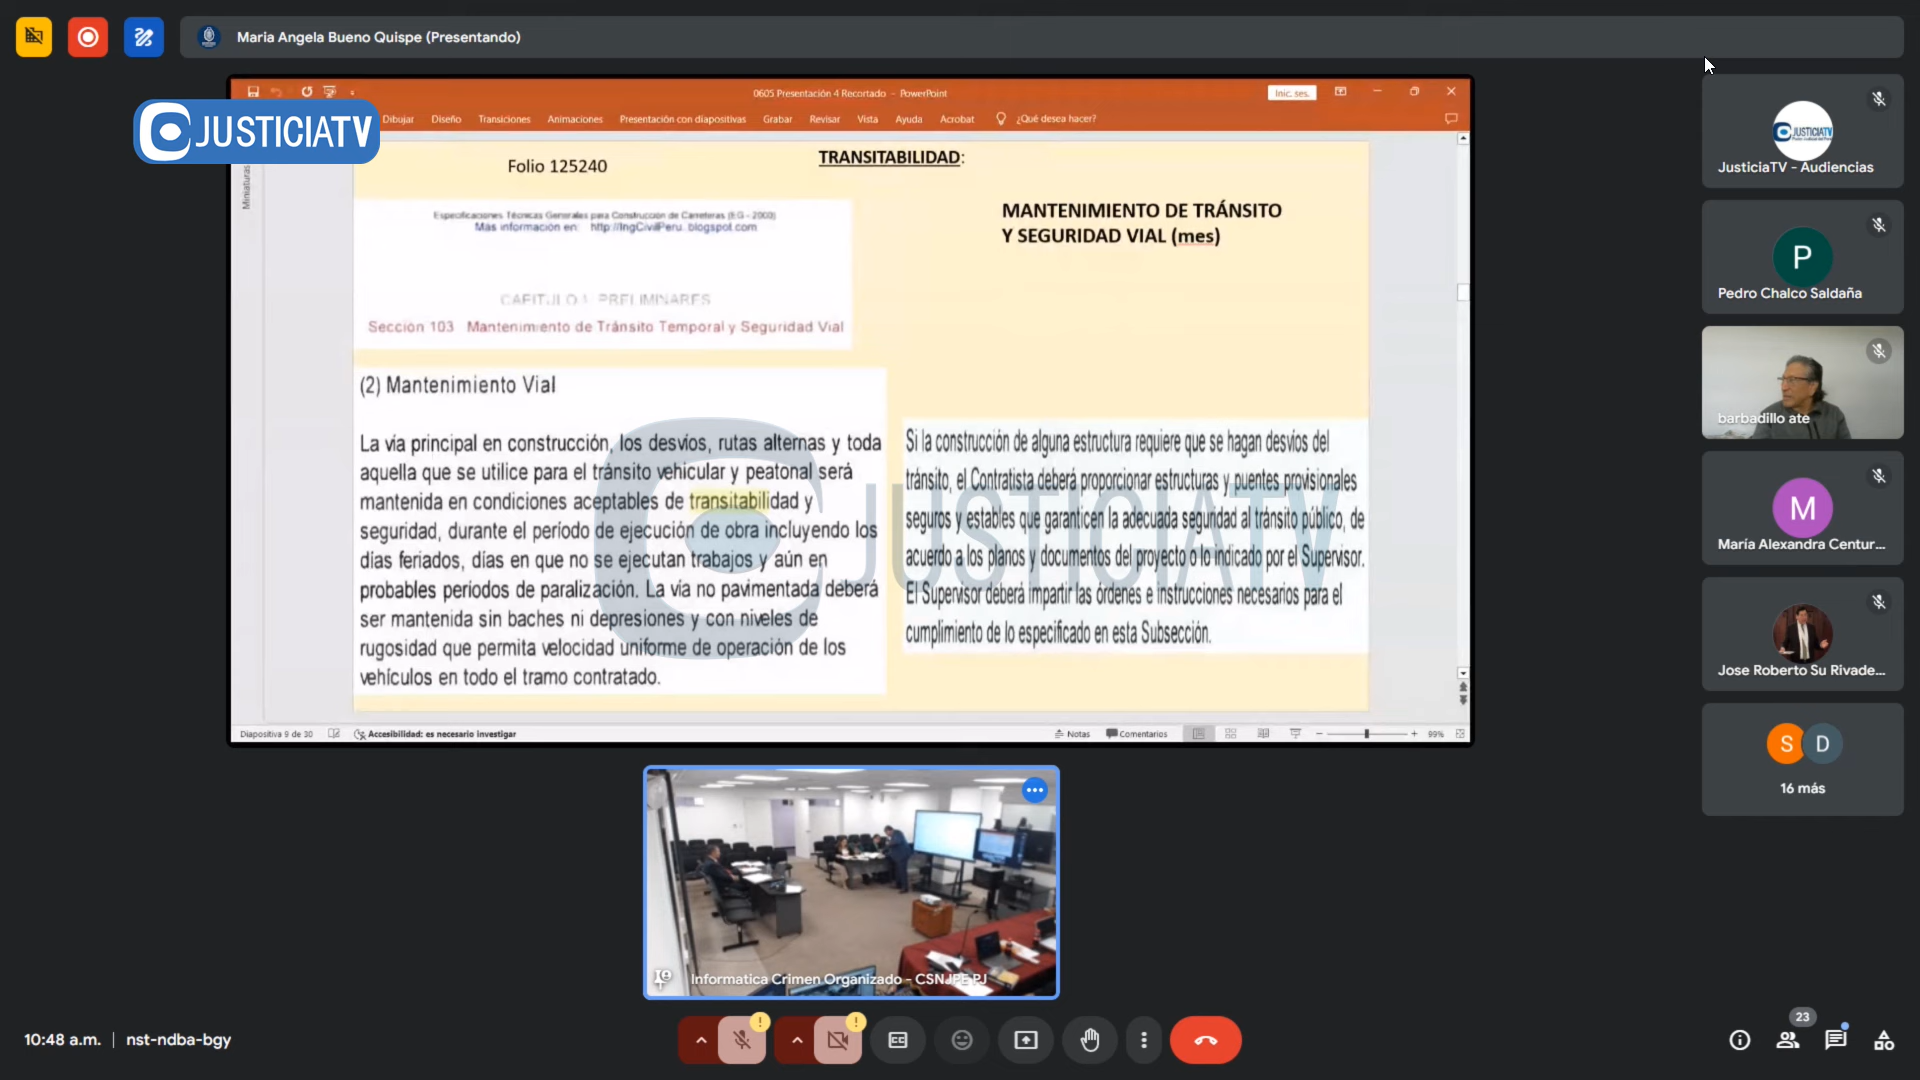 Maria Angela Bueno Quispe (Presentando)
0605 Presentación 4 Recortado - PowerPoint
Inic. ses.
JUSTICIATV
Dibujar Diseño Transiciones Animaciones Presentación con diapositivas Grabar Revisar Vista Ayuda Acrobat ¿Qué desea hacer?
Miniaturas
Folio 125240
TRANSITABILIDAD:
Especificaciones Técnicas Generales para Construcción de Carreteras (EG - 2000)
Más información en: http://IngCivilPeru.blogspot.com
CAPITULO 1: PRELIMINARES
Sección 103 Mantenimiento de Tránsito Temporal y Seguridad Vial
MANTENIMIENTO DE TRÁNSITO
Y SEGURIDAD VIAL (mes)
(2) Mantenimiento Vial
La vía principal en construcción, los desvíos, rutas alternas y toda
aquella que se utilice para el tránsito vehicular y peatonal será
mantenida en condiciones aceptables de transitabilidad y
seguridad, durante el período de ejecución de obra incluyendo los
días feriados, días en que no se ejecutan trabajos y aún en
probables períodos de paralización. La vía no pavimentada deberá
ser mantenida sin baches ni depresiones y con niveles de
rugosidad que permita velocidad uniforme de operación de los
vehículos en todo el tramo contratado.
Si la construcción de alguna estructura requiere que se hagan desvíos del
tránsito, el Contratista deberá proporcionar estructuras y puentes provisionales
seguros y estables que garanticen la adecuada seguridad al tránsito público, de
acuerdo a los planos y documentos del proyecto o lo indicado por el Supervisor.
El Supervisor deberá impartir las órdenes e instrucciones necesarios para el
cumplimiento de lo especificado en esta Subsección.
JUSTICIATV
Diapositiva 9 de 30
Accesibilidad: es necesario investigar
Notas
Comentarios
99%
JUSTICIATV
JusticiaTV - Audiencias
P
Pedro Chalco Saldaña
barbadillo ate
M
María Alexandra Centur...
Jose Roberto Su Rivade...
S D
16 más
Informatica Crimen Organizado - CSNJPE PJ
10:48 a.m. | nst-ndba-bgy
23